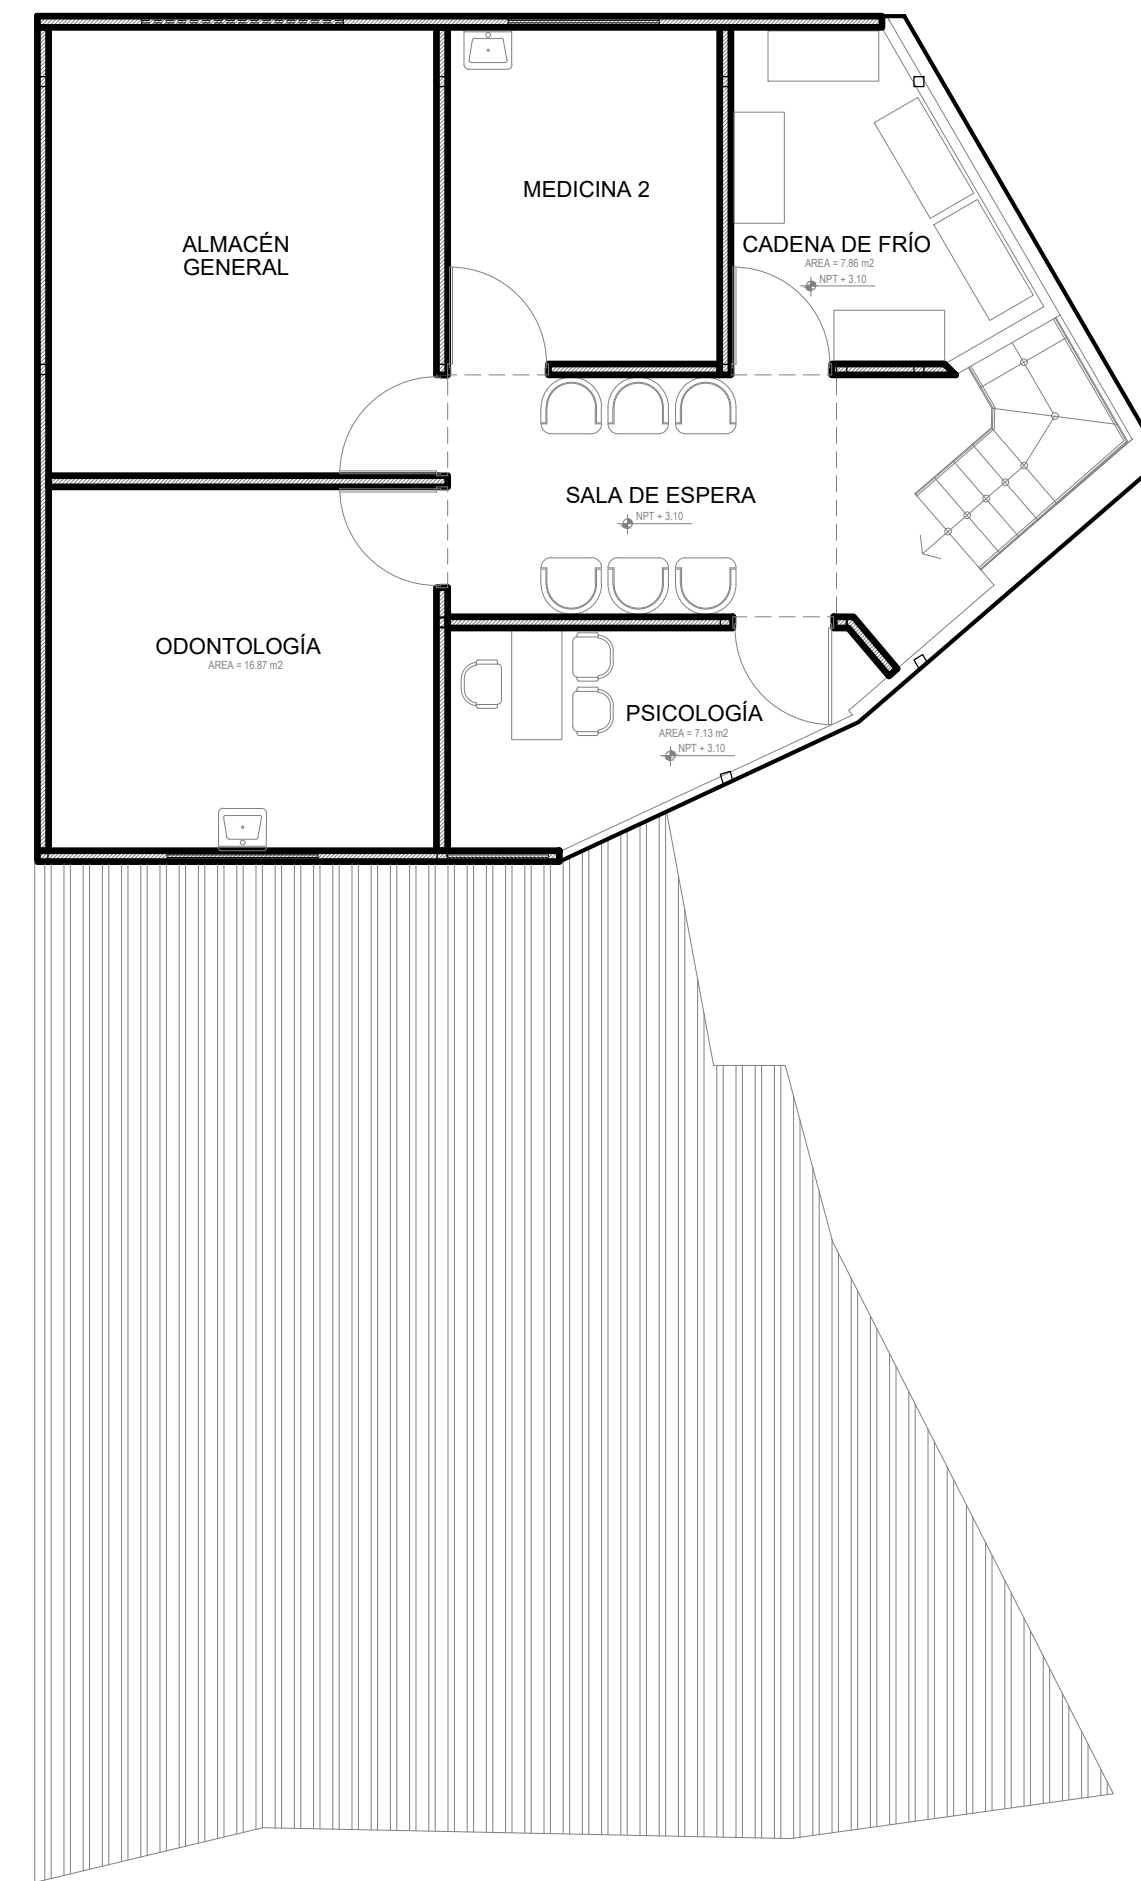 MEDICINA 2
ALMACÉN
GENERAL
CADENA DE FRÍO
AREA = 7.86 m2
NPT + 3.10
SALA DE ESPERA
NPT + 3.10
ODONTOLOGÍA
AREA = 16.87 m2
PSICOLOGÍA
AREA = 7.13 m2
NPT + 3.10